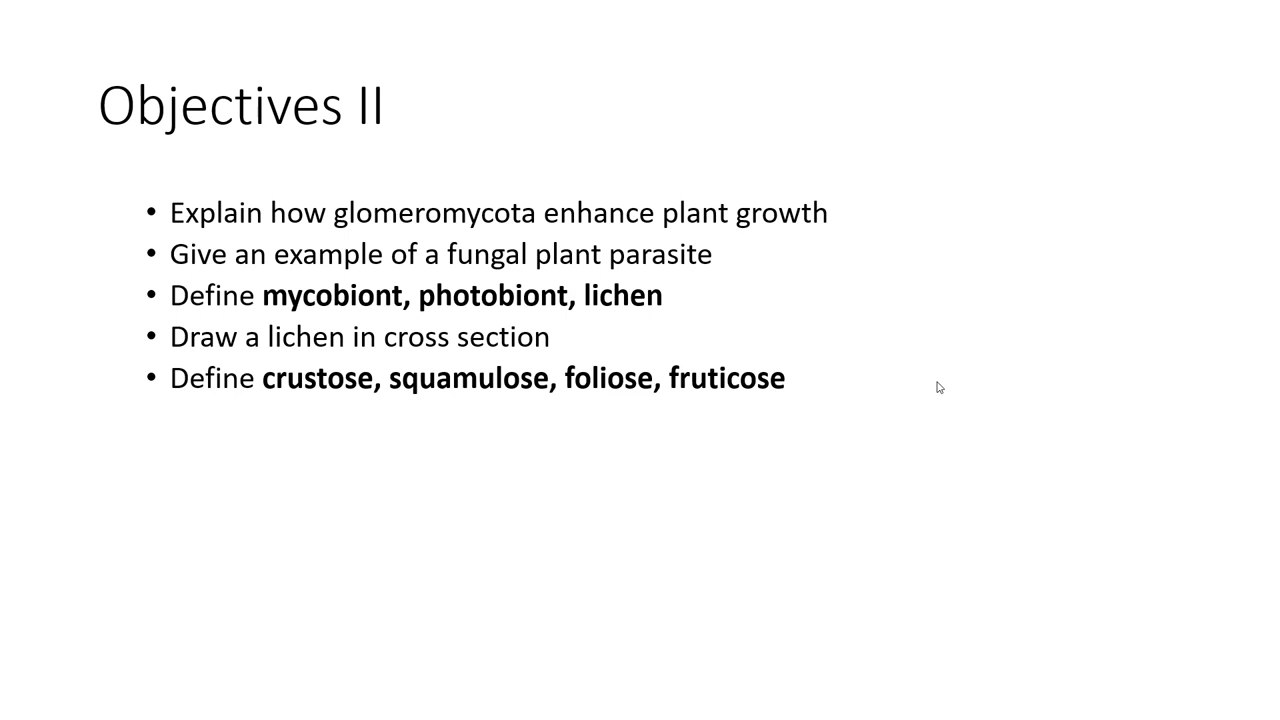 Objectives II
• Explain how glomeromycota enhance plant growth
• Give an example of a fungal plant parasite
• Define mycobiont, photobiont, lichen
• Draw a lichen in cross section
• Define crustose, squamulose, foliose, fruticose